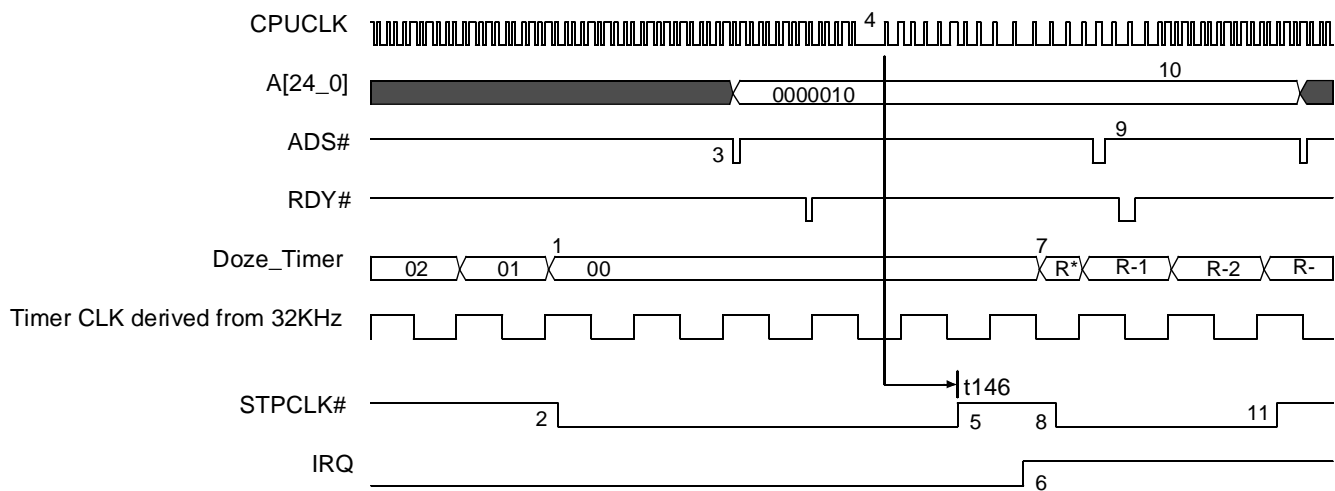 CPUCLK 4
A[24_0] 0000010 10
ADS# 3 9
RDY#
Doze_Timer 02 01 1 00 7 R* R-1 R-2 R-
Timer CLK derived from 32KHz
t146
STPCLK# 2 5 8 11
IRQ 6